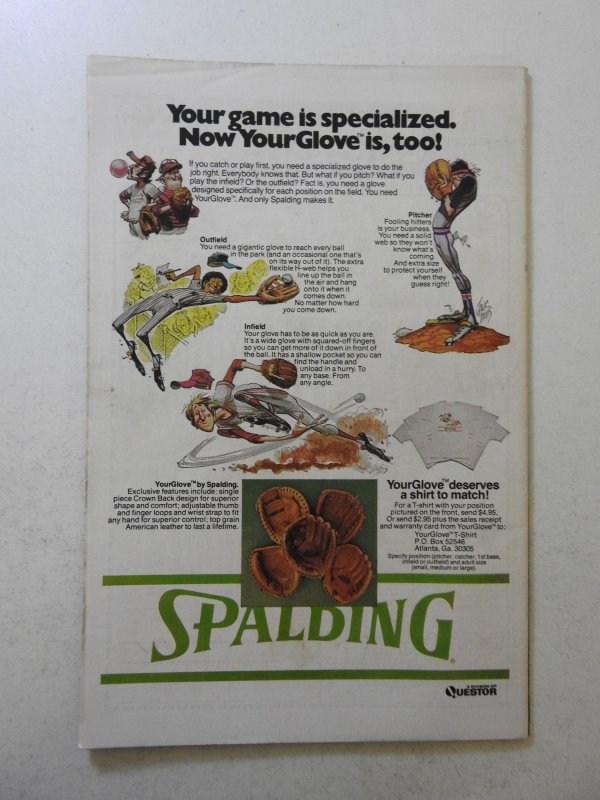 Your game is specialized.
Now YourGlove™ is, too!
If you catch or play first, you need a specialized glove to do the
job right. Everybody knows that. But what if you pitch? What if you
play the infield? Or the outfield? Fact is, you need a glove
designed specifically for each position on the field. You need
YourGlove™. And only Spalding makes it.
Pitcher
Fooling hitters
is your business.
You need a solid
web so they won't
know what's
coming.
And extra size
to protect yourself
when they
guess right!
Outfield
You need a gigantic glove to reach every ball
in the park (and an occasional one that's
on its way out of it). The extra
flexible H-web helps you
line up the ball in
the air and hang
onto it when it
comes down.
No matter how hard
you come down.
Infield
Your glove has to be as quick as you are.
It's a wide glove with squared-off fingers
so you can get more of it down in front of
the ball. It has a shallow pocket so you can
find the handle and
unload in a hurry. To
any base. From
any angle.
YourGlove™ by Spalding.
Exclusive features include: single
piece Crown Back design for superior
shape and comfort; adjustable thumb
and finger loops and wrist strap to fit
any hand for superior control; top grain
American leather to last a lifetime.
YourGlove™ deserves
a shirt to match!
For a T-shirt with your position
pictured on the front, send $4.95.
Or send $2.95 plus the sales receipt
and warranty card from YourGlove™ to:
YourGlove™ T-Shirt
P.O. Box 52546
Atlanta, Ga. 30305
Specify position (pitcher, catcher, 1st base,
infield or outfield) and adult size
(small, medium or large).
SPALDING®
A DIVISION OF
QUESTOR